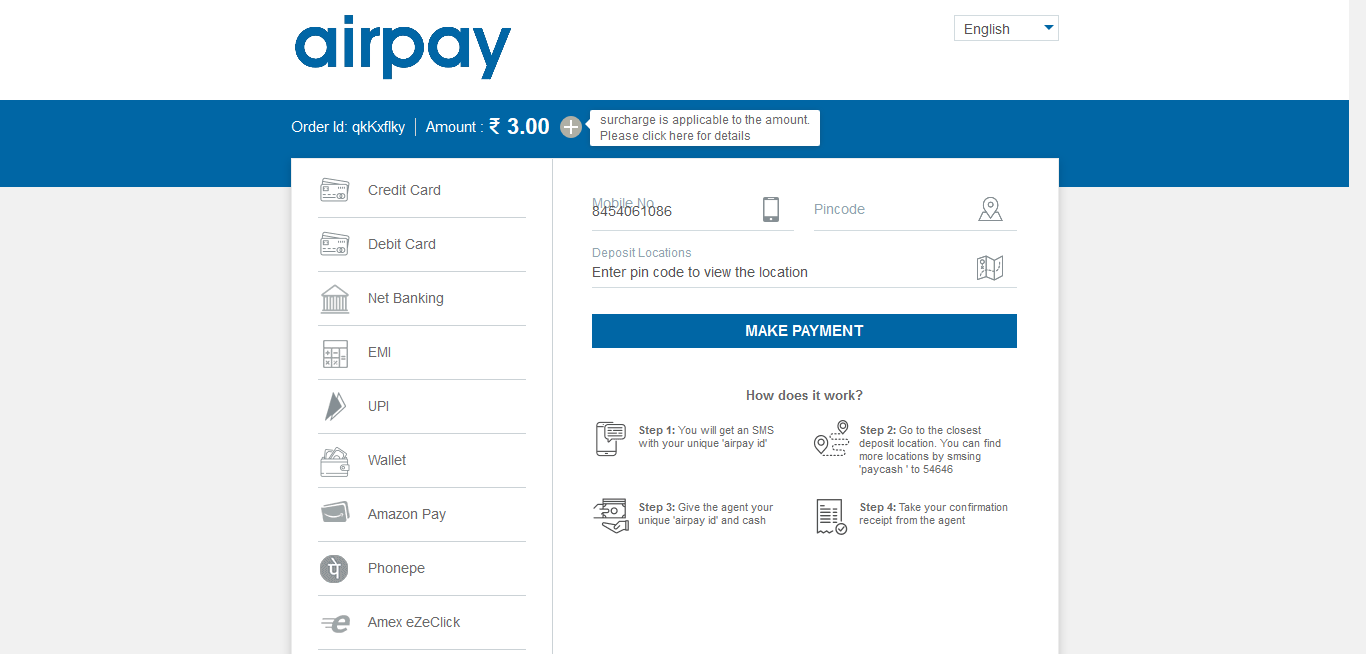 airpay
English
Order Id: qkKxflky
Amount : ₹ 3.00
surcharge is applicable to the amount.
Please click here for details
Credit Card
Debit Card
Net Banking
EMI
UPI
Wallet
Amazon Pay
Phonepe
Amex eZeClick
Mobile No.
8454061086
Pincode
Deposit Locations
Enter pin code to view the location
MAKE PAYMENT
How does it work?
Step 1: You will get an SMS
with your unique 'airpay id'
Step 2: Go to the closest
deposit location. You can find
more locations by smsing
'paycash ' to 54646
Step 3: Give the agent your
unique 'airpay id' and cash
Step 4: Take your confirmation
receipt from the agent